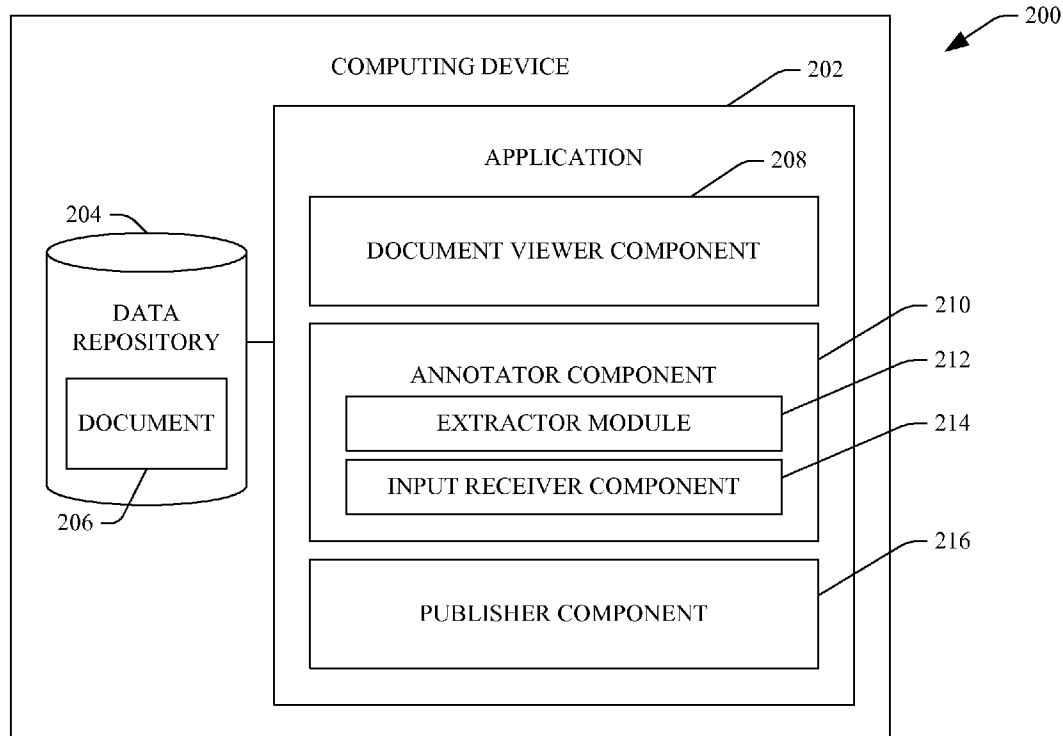 200
COMPUTING DEVICE
202
APPLICATION
208
DOCUMENT VIEWER COMPONENT
204
DATA
REPOSITORY
DOCUMENT
206
210
ANNOTATOR COMPONENT
212
EXTRACTOR MODULE
214
INPUT RECEIVER COMPONENT
216
PUBLISHER COMPONENT